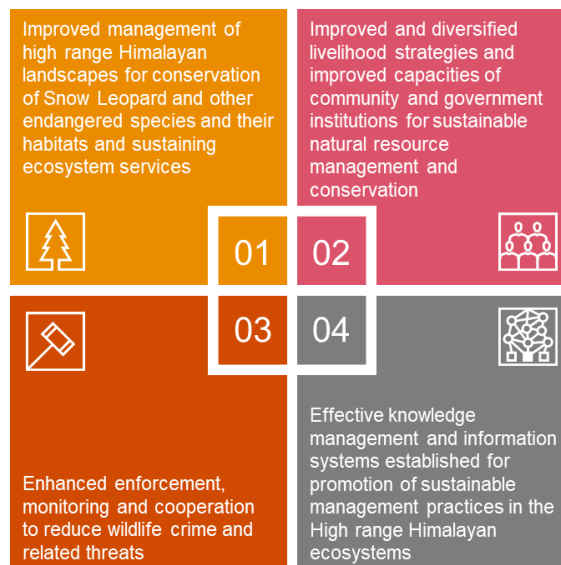 Improved management of
high range Himalayan
landscapes for conservation
of Snow Leopard and other
endangered species and their
habitats and sustaining
ecosystem services
01
Improved and diversified
livelihood strategies and
improved capacities of
community and government
institutions for sustainable
natural resource
management and
conservation
02
03
Enhanced enforcement,
monitoring and cooperation
to reduce wildlife crime and
related threats
04
Effective knowledge
management and information
systems established for
promotion of sustainable
management practices in the
High range Himalayan
ecosystems